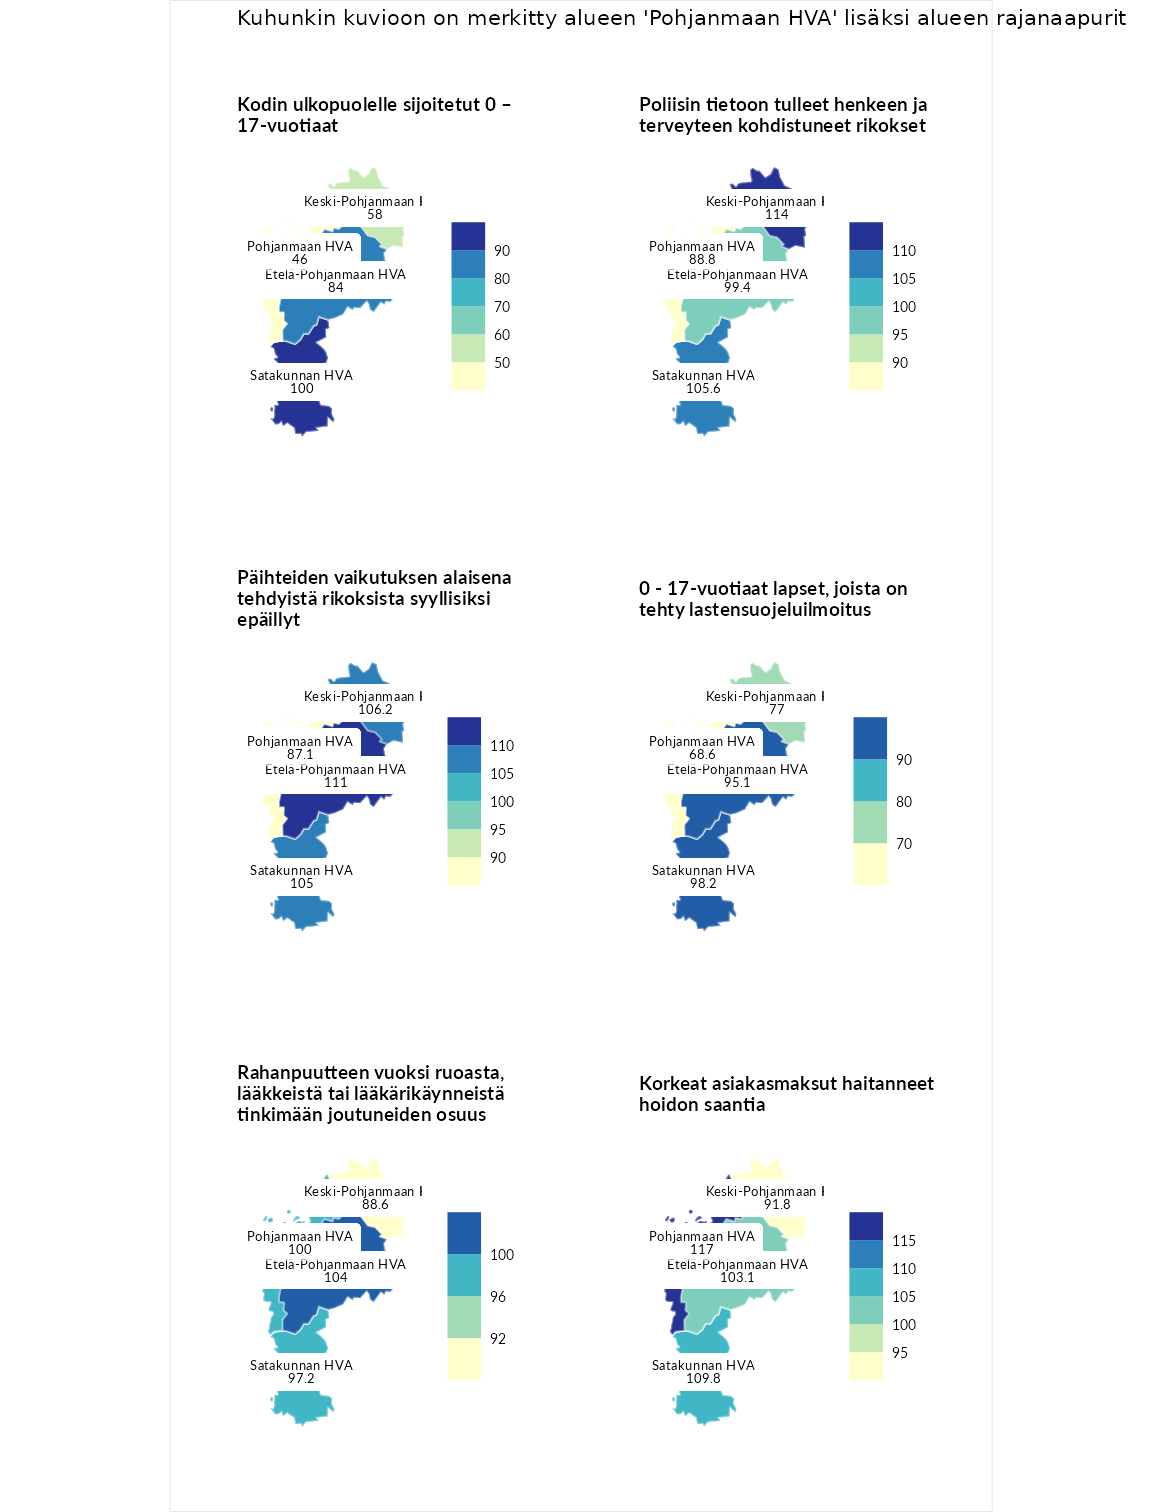 Kuhunkin kuvioon on merkitty alueen 'Pohjanmaan HVA' lisäksi alueen rajanaapurit
Kodin ulkopuolelle sijoitetut 0 –
17-vuotiaat
Keski-Pohjanmaan
58
Pohjanmaan HVA
46
Etelä-Pohjanmaan HVA
84
Satakunnan HVA
100
90
80
70
60
50
Poliisin tietoon tulleet henkeen ja
terveyteen kohdistuneet rikokset
Keski-Pohjanmaan
114
Pohjanmaan HVA
88.8
Etelä-Pohjanmaan HVA
99.4
Satakunnan HVA
105.6
110
105
100
95
90
Päihteiden vaikutuksen alaisena
tehdyistä rikoksista syyllisiksi
epäillyt
Keski-Pohjanmaan
106.2
Pohjanmaan HVA
87.1
Etelä-Pohjanmaan HVA
111
Satakunnan HVA
105
110
105
100
95
90
0 - 17-vuotiaat lapset, joista on
tehty lastensuojeluilmoitus
Keski-Pohjanmaan
77
Pohjanmaan HVA
68.6
Etelä-Pohjanmaan HVA
95.1
Satakunnan HVA
98.2
90
80
70
Rahanpuutteen vuoksi ruoasta,
lääkkeistä tai lääkärikäynneistä
tinkimään joutuneiden osuus
Keski-Pohjanmaan
88.6
Pohjanmaan HVA
100
Etelä-Pohjanmaan HVA
104
Satakunnan HVA
97.2
100
96
92
Korkeat asiakasmaksut haitanneet
hoidon saantia
Keski-Pohjanmaan
91.8
Pohjanmaan HVA
117
Etelä-Pohjanmaan HVA
103.1
Satakunnan HVA
109.8
115
110
105
100
95